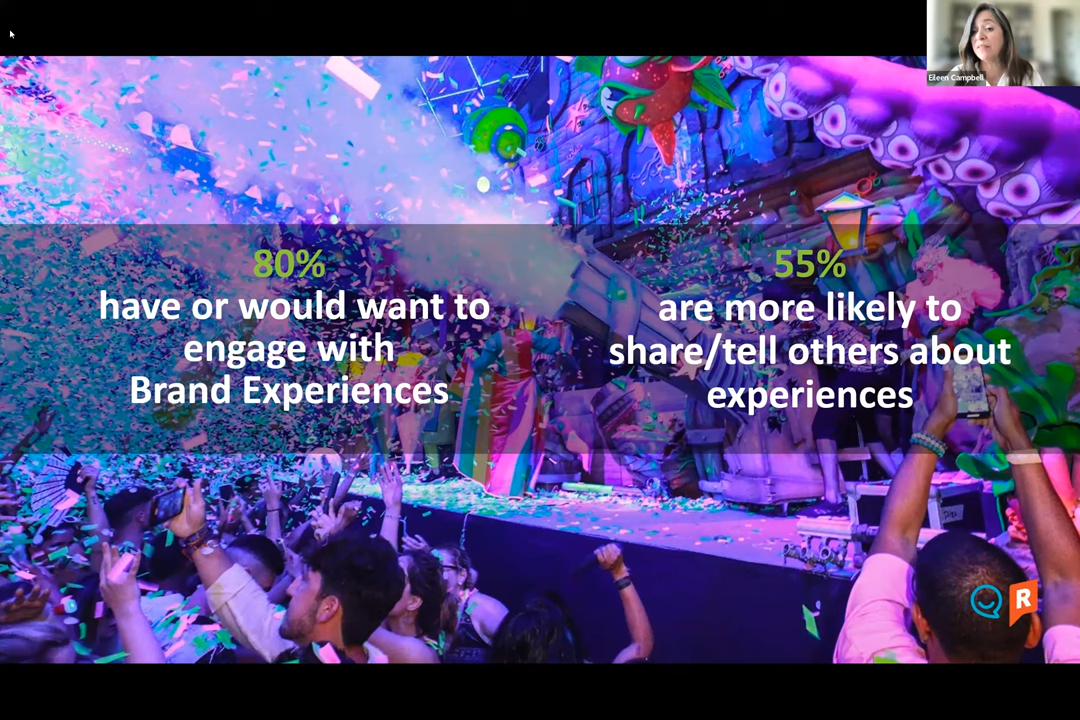 Eileen Campbell
80%
have or would want to
engage with
Brand Experiences
55%
are more likely to
share/tell others about
experiences
R